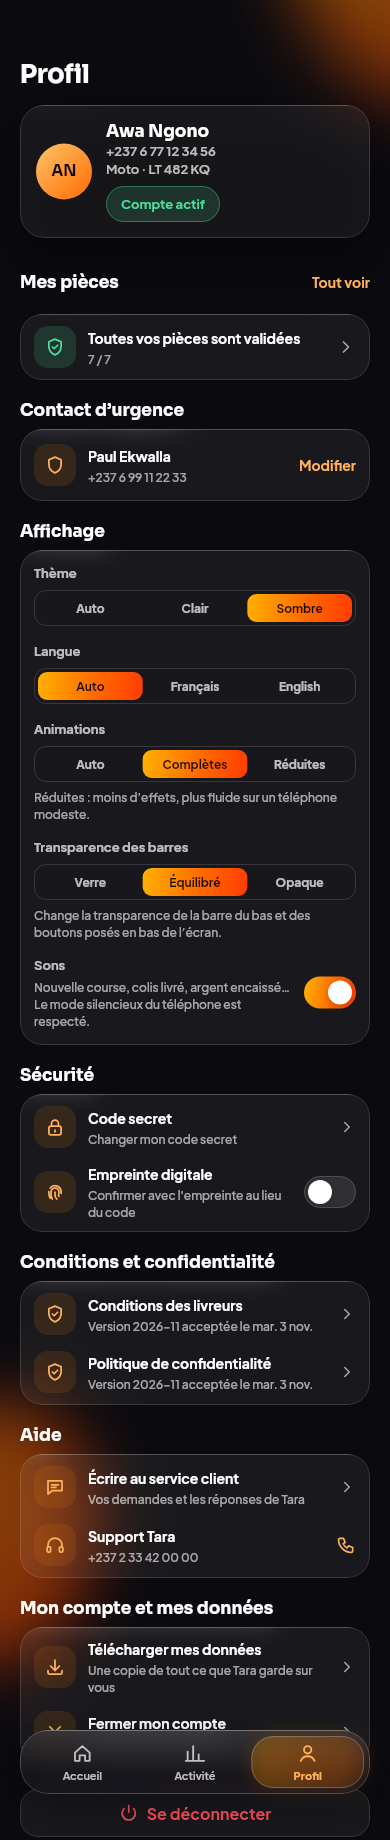 Profil
AN
Awa Ngono
+237 6 77 12 34 56
Moto · LT 482 KQ
Compte actif
Mes pièces
Tout voir
Toutes vos pièces sont validées
7 / 7
Contact d’urgence
Paul Ekwalla
+237 6 99 11 22 33
Modifier
Affichage
Thème
Auto
Clair
Sombre
Langue
Auto
Français
English
Animations
Auto
Complètes
Réduites
Réduites : moins d’effets, plus fluide sur un téléphone
modeste.
Transparence des barres
Verre
Équilibré
Opaque
Change la transparence de la barre du bas et des
boutons posés en bas de l’écran.
Sons
Nouvelle course, colis livré, argent encaissé…
Le mode silencieux du téléphone est
respecté.
Sécurité
Code secret
Changer mon code secret
Empreinte digitale
Confirmer avec l’empreinte au lieu
du code
Conditions et confidentialité
Conditions des livreurs
Version 2026-11 acceptée le mar. 3 nov.
Politique de confidentialité
Version 2026-11 acceptée le mar. 3 nov.
Aide
Écrire au service client
Vos demandes et les réponses de Tara
Support Tara
+237 2 33 42 00 00
Mon compte et mes données
Télécharger mes données
Une copie de tout ce que Tara garde sur
vous
Fermer mon compte
Accueil
Activité
Profil
Se déconnecter